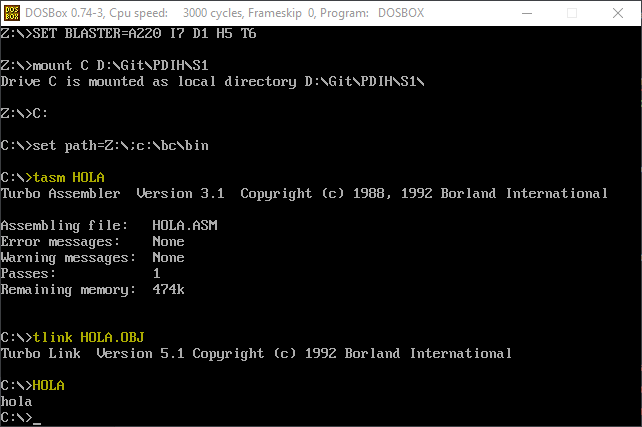 DOSBox 0.74-3, Cpu speed: 3000 cycles, Frameskip 0, Program: DOSBOX
Z:\>SET BLASTER=A220 I7 D1 H5 T6
Z:\>mount C D:\Git\PDIH\S1
Drive C is mounted as local directory D:\Git\PDIH\S1\
Z:\>C:
C:\>set path=Z:\;c:\bc\bin
C:\>tasm HOLA
Turbo Assembler Version 3.1 Copyright (c) 1988, 1992 Borland International
Assembling file: HOLA.ASM
Error messages: None
Warning messages: None
Passes: 1
Remaining memory: 474k
C:\>tlink HOLA.OBJ
Turbo Link Version 5.1 Copyright (c) 1992 Borland International
C:\>HOLA
hola
C:\>_